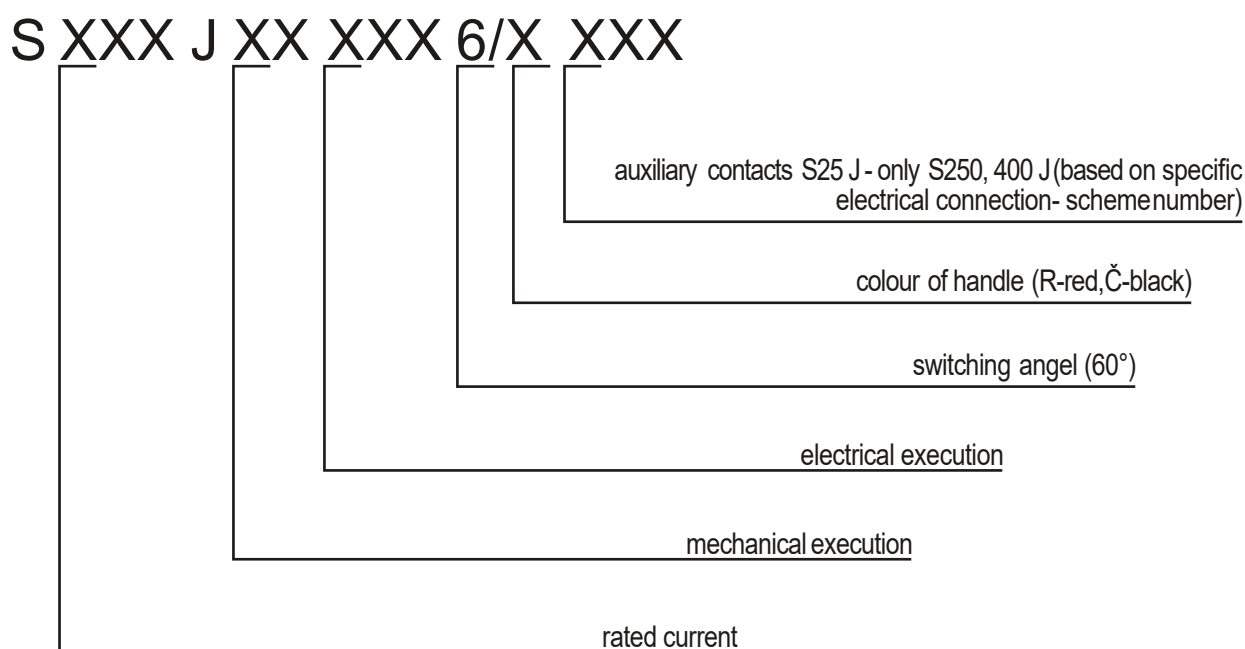 S XXX J XX XXX 6/X XXX
auxiliary contacts S25 J - only S250, 400 J (based on specific
electrical connection- scheme number)
colour of handle (R-red,Č-black)
switching angel (60°)
electrical execution
mechanical execution
rated current